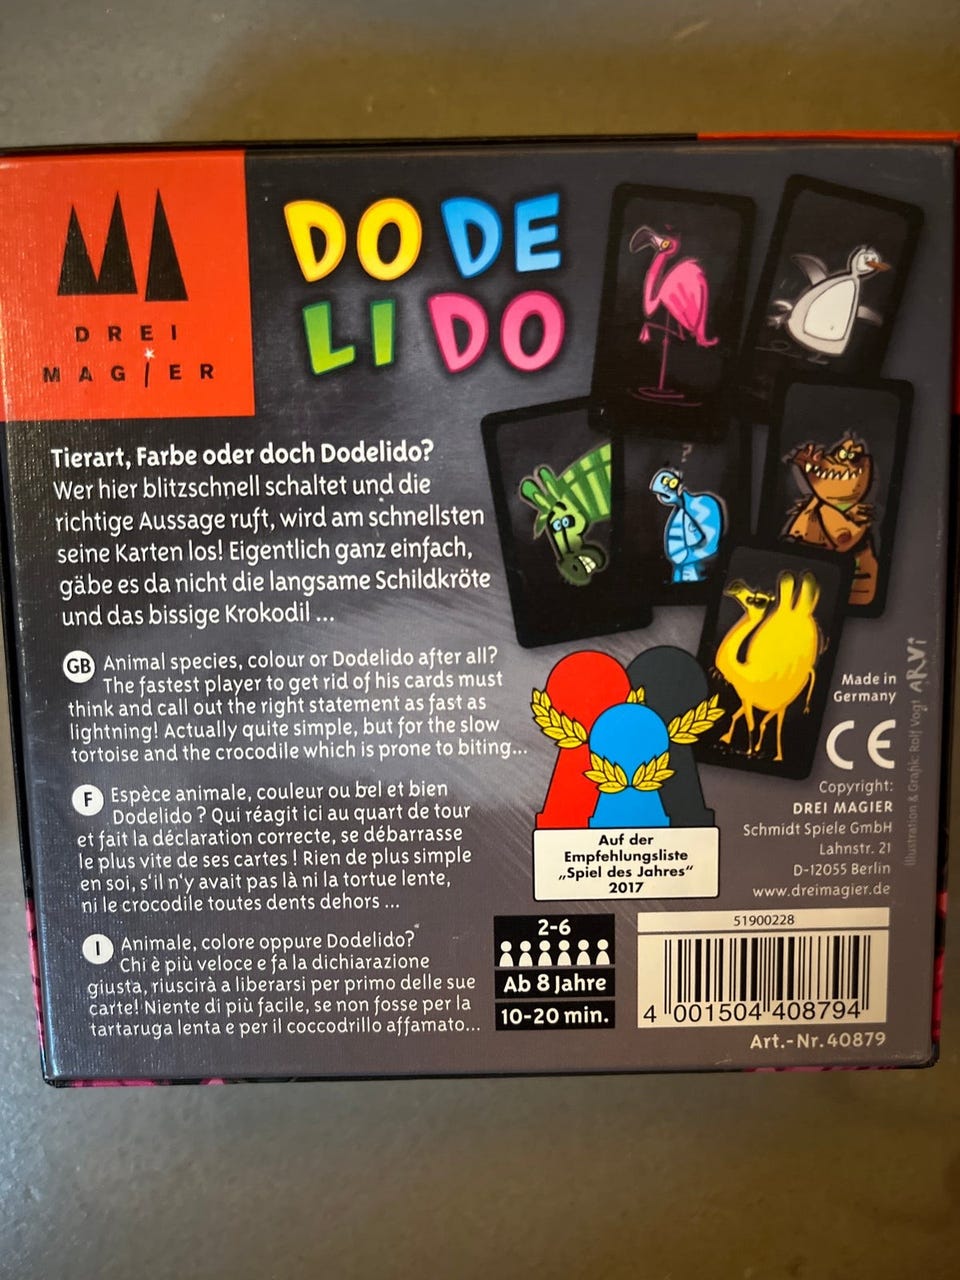 DREI
MAGIER
DO DE
LI DO
Tierart, Farbe oder doch Dodelido?
Wer hier blitzschnell schaltet und die
richtige Aussage ruft, wird am schnellsten
seine Karten los! Eigentlich ganz einfach,
gäbe es da nicht die langsame Schildkröte
und das bissige Krokodil ...
GB Animal species, colour or Dodelido after all?
The fastest player to get rid of his cards must
think and call out the right statement as fast as
lightning! Actually quite simple, but for the slow
tortoise and the crocodile which is prone to biting...
F Espèce animale, couleur ou bel et bien
Dodelido ? Qui réagit ici au quart de tour
et fait la déclaration correcte, se débarrasse
le plus vite de ses cartes ! Rien de plus simple
en soi, s'il n'y avait pas là ni la tortue lente,
ni le crocodile toutes dents dehors ...
I Animale, colore oppure Dodelido?
Chi è più veloce e fa la dichiarazione
giusta, riuscirà a liberarsi per primo delle sue
carte! Niente di più facile, se non fosse per la
tartaruga lenta e per il coccodrillo affamato...
?
Auf der
Empfehlungsliste
„Spiel des Jahres“
2017
2-6
Ab 8 Jahre
10-20 min.
Made in
Germany
CE
Copyright:
DREI MAGIER
Schmidt Spiele GmbH
Lahnstr. 21
D-12055 Berlin
www.dreimagier.de
Illustration & Grafik: Rolf Vogt ARVi
51900228
4 001504 408794
Art.-Nr. 40879